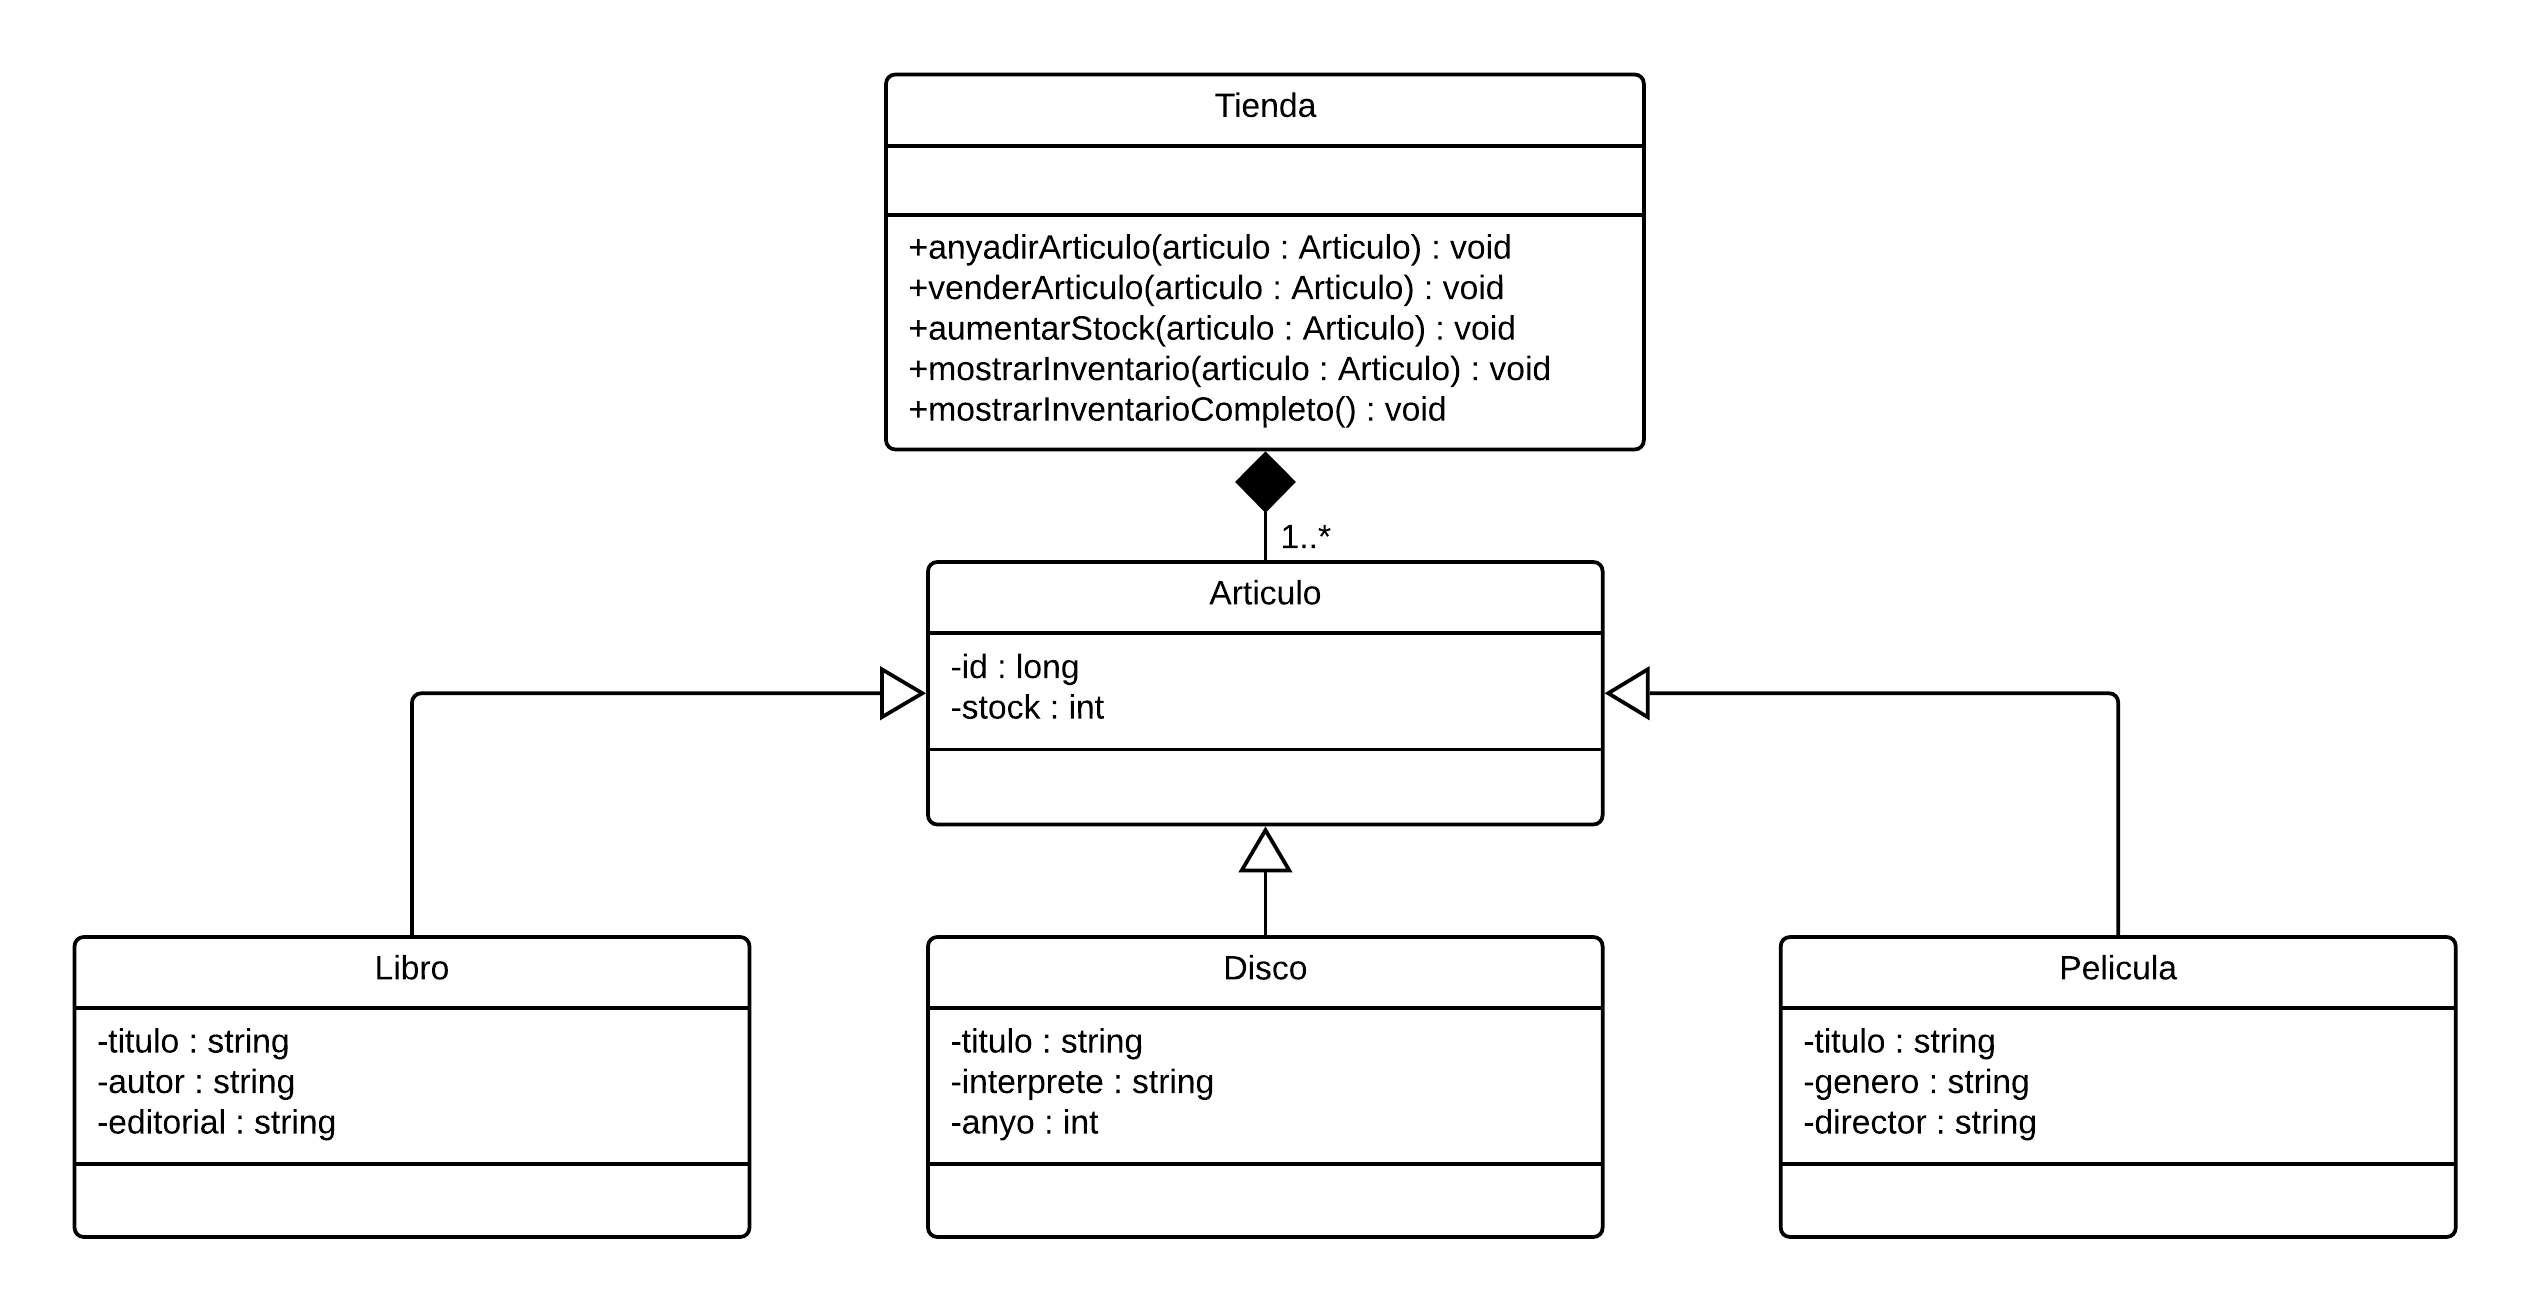 Tienda
+anyadirArticulo(articulo : Articulo) : void
+venderArticulo(articulo : Articulo) : void
+aumentarStock(articulo : Articulo) : void
+mostrarInventario(articulo : Articulo) : void
+mostrarInventarioCompleto() : void
1..*
Articulo
-id : long
-stock : int
Libro
-titulo : string
-autor : string
-editorial : string
Disco
-titulo : string
-interprete : string
-anyo : int
Pelicula
-titulo : string
-genero : string
-director : string